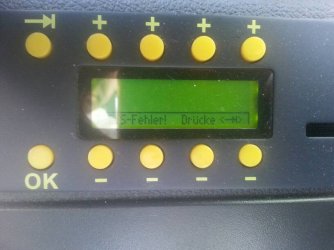 + + + +
S-Fehler! Drücke <→>
OK - - - -